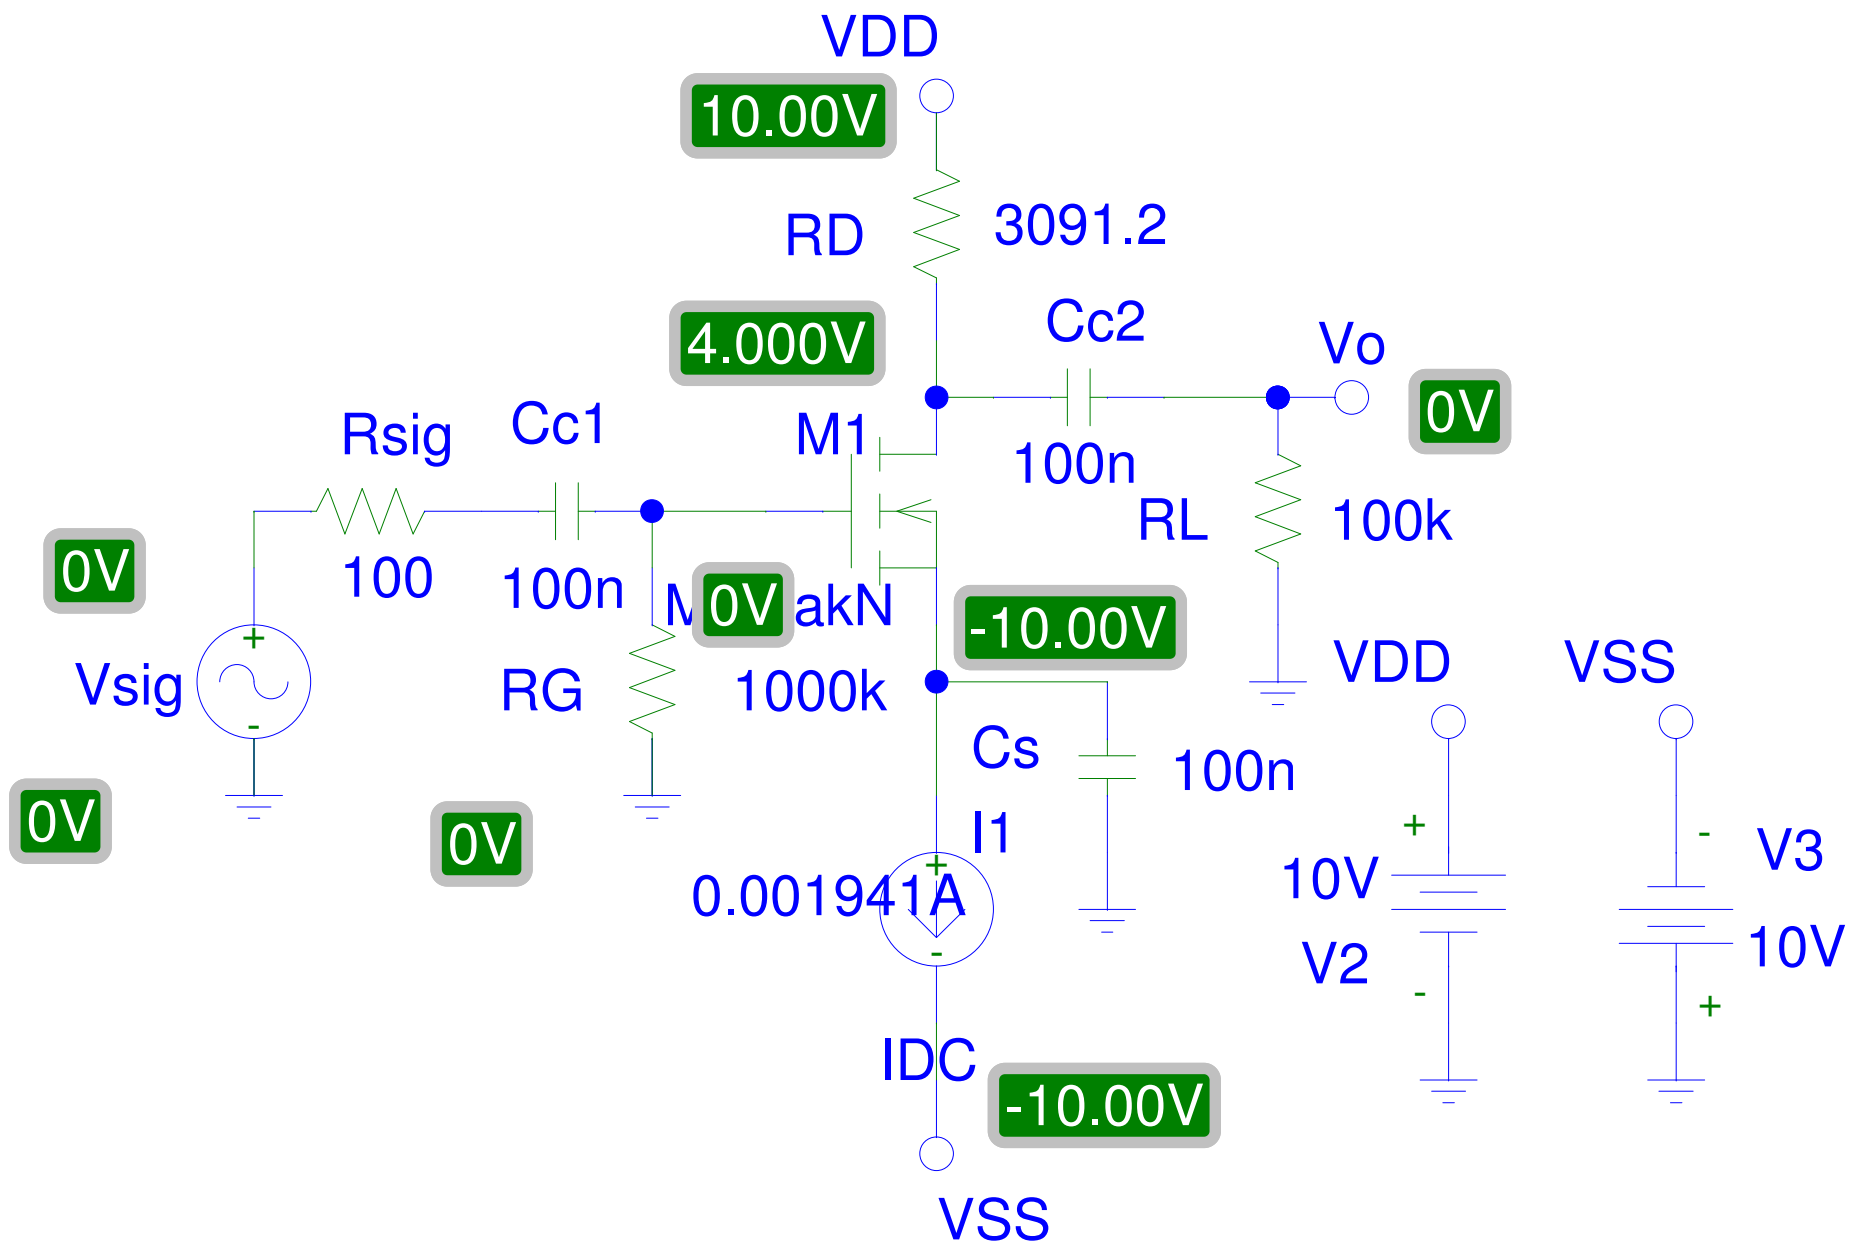 VDD
10.00V
RD
3091.2
4.000V
Cc2
Vo
0V
Rsig
Cc1
M1
100n
RL
100k
0V
100
100n
0V
akN
-10.00V
Vsig
+
-
RG
1000k
VDD
VSS
Cs
100n
0V
0V
I1
0.001941A
+
-
+
10V
V2
-
-
V3
10V
+
IDC
-10.00V
VSS